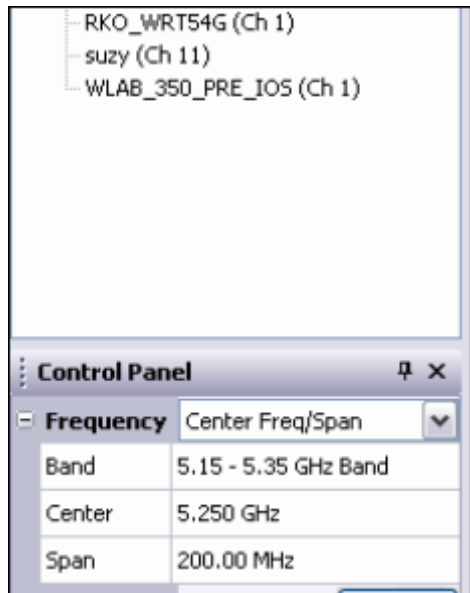 RKO_WRT54G (Ch 1)
suzy (Ch 11)
WLAB_350_PRE_IOS (Ch 1)
Control Panel
Frequency Center Freq/Span
Band 5.15 - 5.35 GHz Band
Center 5.250 GHz
Span 200.00 MHz